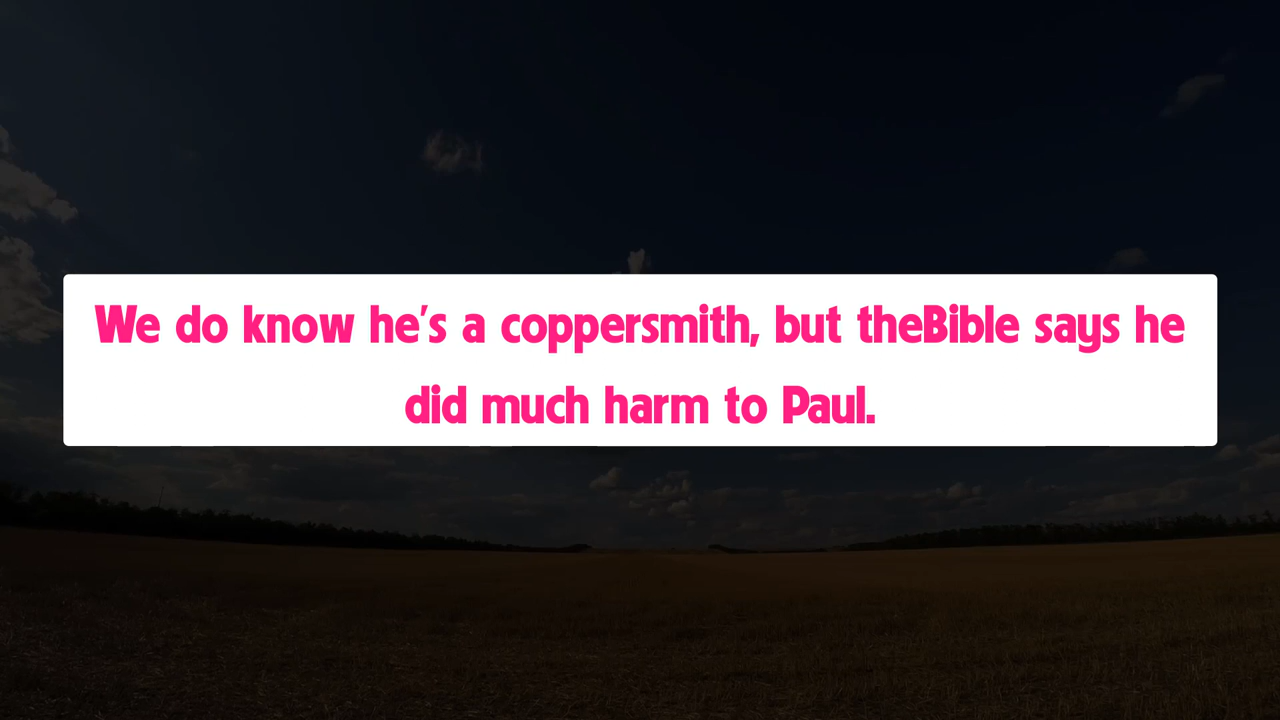 We do know he's a coppersmith, but theBible says he
did much harm to Paul.